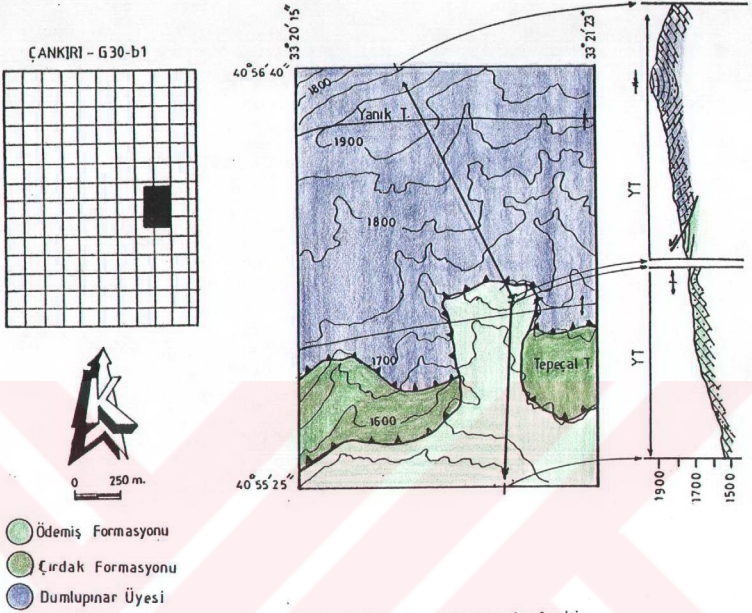 ÇANKIRI - G30-b1
33°20'15"
33°21'23"
40°56'40"
1800
Yanık T.
1900
1800
1700
Tepeçal T.
1600
40°55'25"
YT
YT
1900
1700
1500
0 250 m.
Ödemiş Formasyonu
Çırdak Formasyonu
Dumlupınar Üyesi